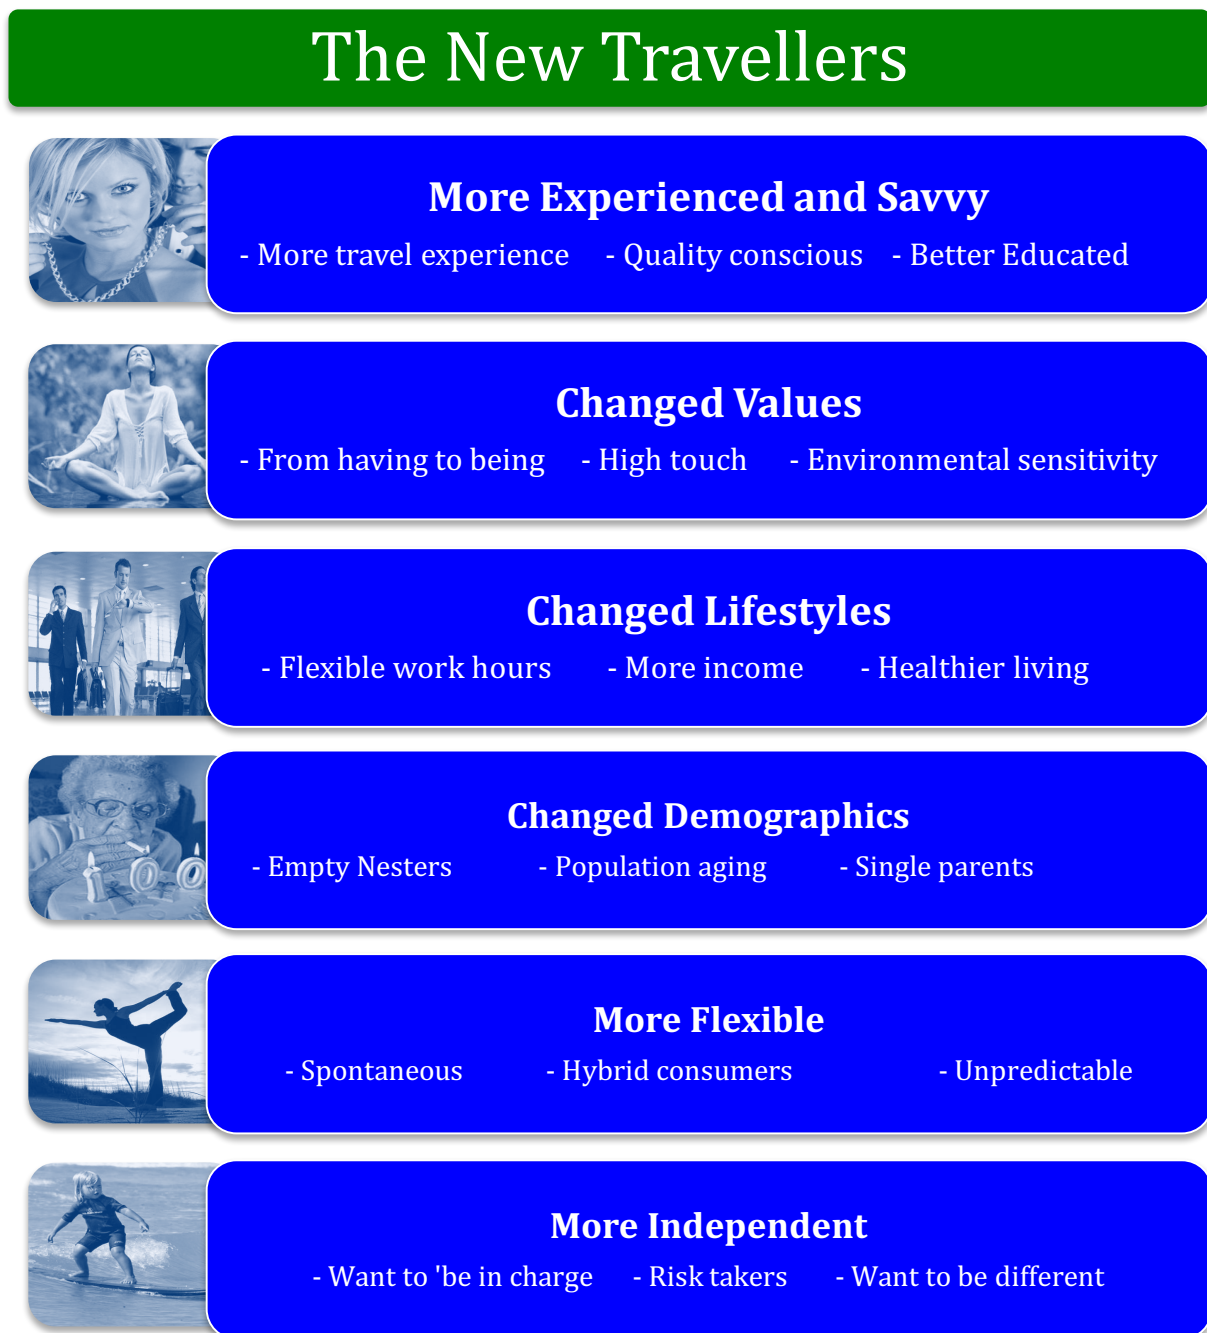 The New Travellers
More Experienced and Savvy
- More travel experience - Quality conscious - Better Educated
Changed Values
- From having to being - High touch - Environmental sensitivity
Changed Lifestyles
- Flexible work hours - More income - Healthier living
Changed Demographics
- Empty Nesters - Population aging - Single parents
100
More Flexible
- Spontaneous - Hybrid consumers - Unpredictable
More Independent
- Want to 'be in charge - Risk takers - Want to be different